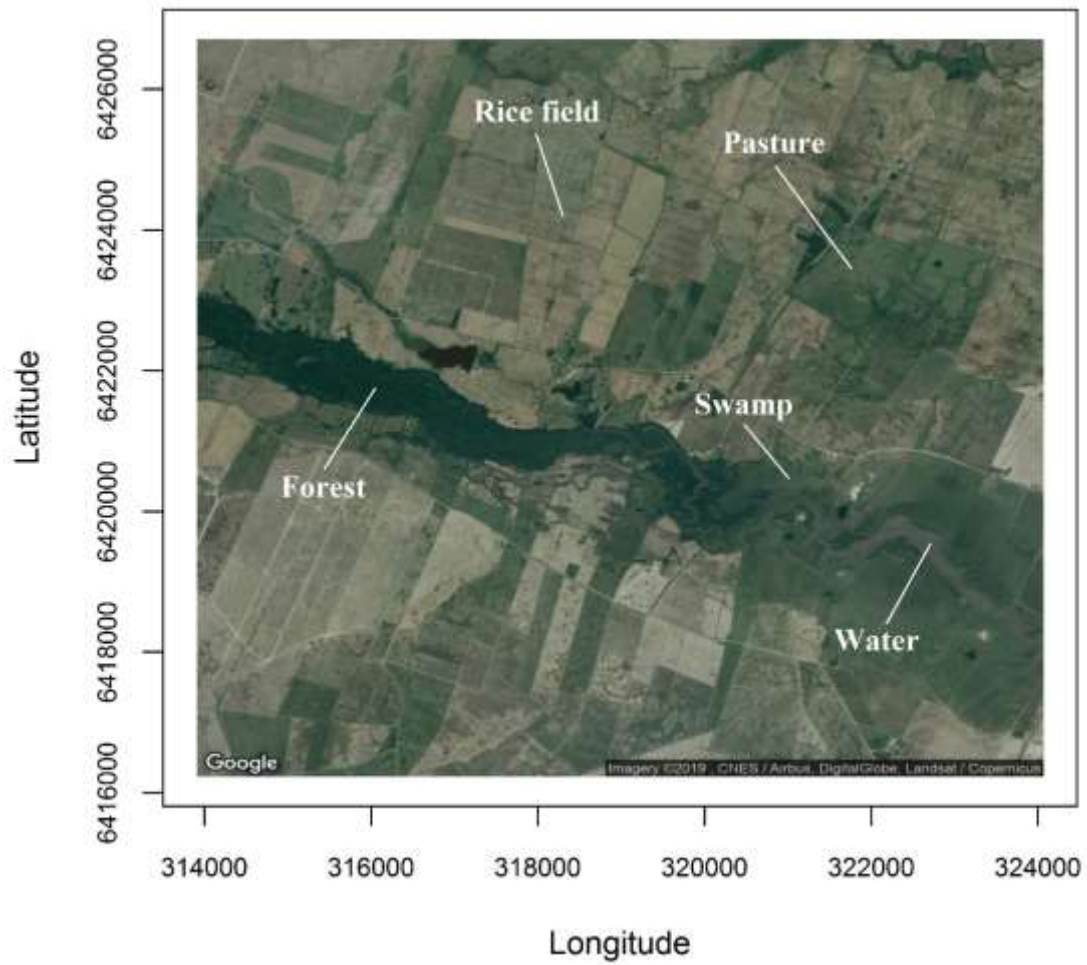 Latitude
6426000
6424000
6422000
6420000
6418000
6416000
Rice field
Pasture
Swamp
Forest
Water
Google
Imagery ©2019 , CNES / Airbus, DigitalGlobe, Landsat / Copernicus
314000 316000 318000 320000 322000 324000
Longitude